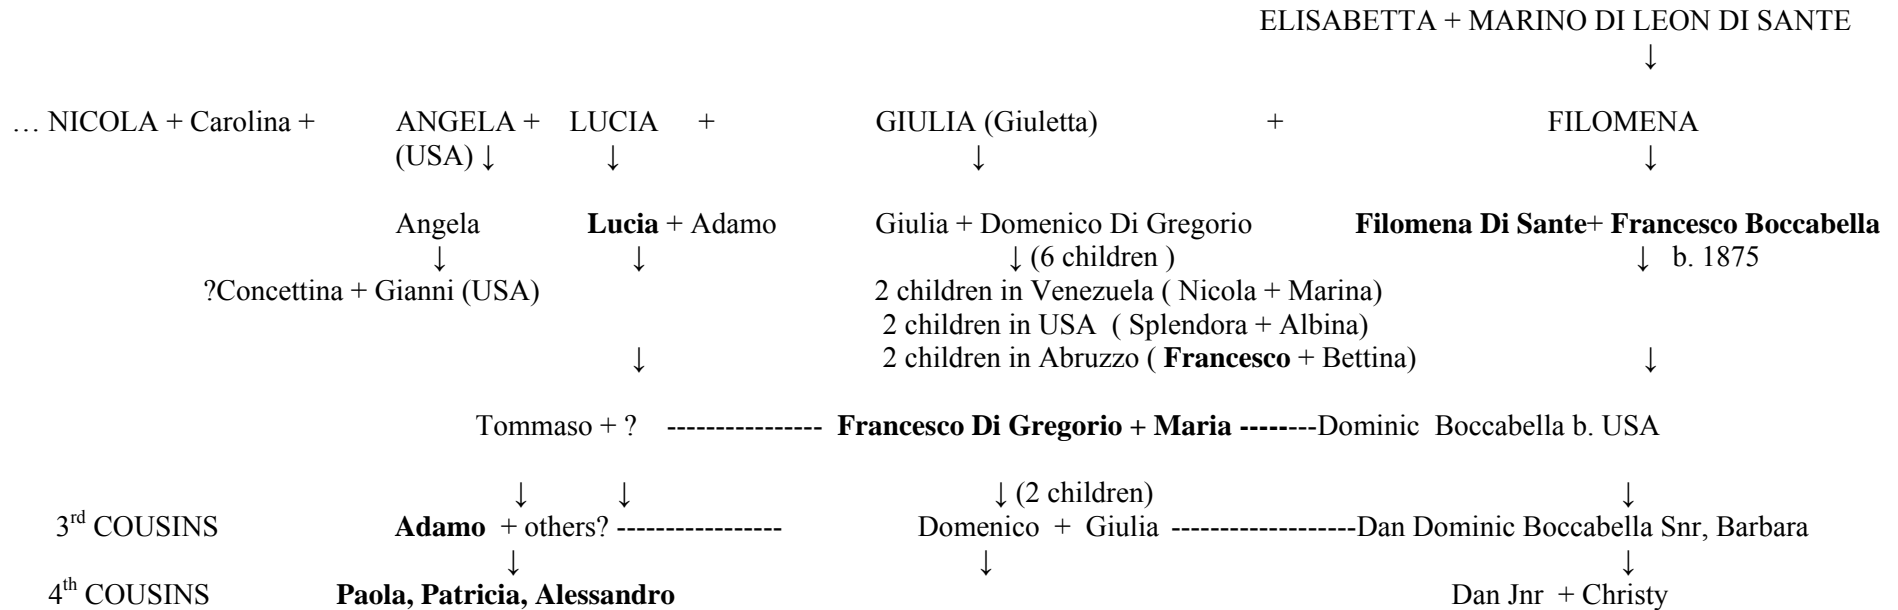 ELISABETTA + MARINO DI LEON DI SANTE
↓
… NICOLA + Carolina + ANGELA + LUCIA + GIULIA (Giuletta) + FILOMENA
(USA) ↓ ↓ ↓ ↓
Angela Lucia + Adamo Giulia + Domenico Di Gregorio Filomena Di Sante+ Francesco Boccabella
↓ ↓ ↓ (6 children ) ↓ b. 1875
?Concettina + Gianni (USA) 2 children in Venezuela ( Nicola + Marina)
2 children in USA ( Splendora + Albina)
↓ 2 children in Abruzzo ( Francesco + Bettina) ↓
Tommaso + ? ---------------- Francesco Di Gregorio + Maria --------Dominic Boccabella b. USA
↓ ↓ ↓ (2 children) ↓
3rd COUSINS Adamo + others? ----------------- Domenico + Giulia -------------------Dan Dominic Boccabella Snr, Barbara
↓ ↓ ↓
4th COUSINS Paola, Patricia, Alessandro Dan Jnr + Christy